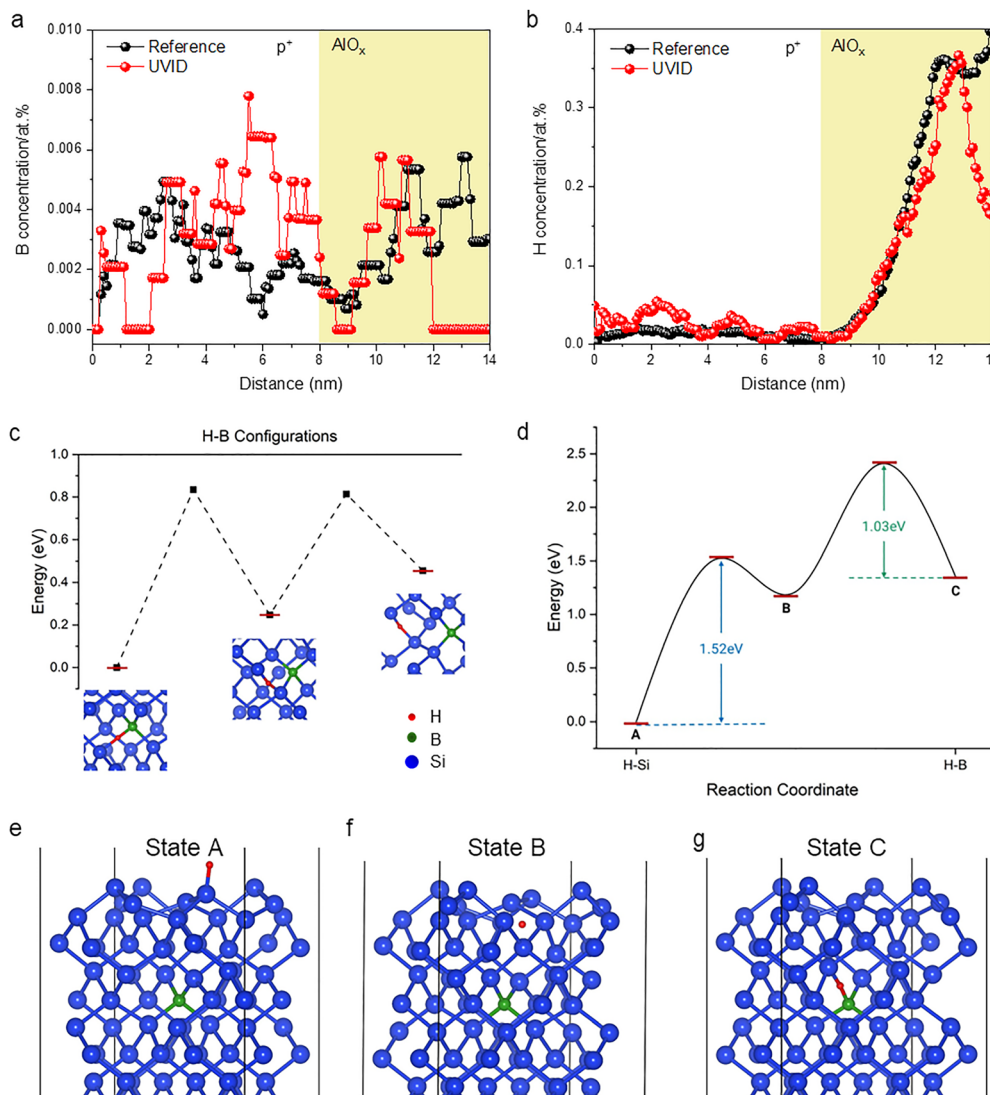 a
Reference
UVID
p⁺
AlOₓ
B concentration/at.%
0.010
0.008
0.006
0.004
0.002
0.000
0 2 4 6 8 10 12 14
Distance (nm)
b
Reference
UVID
p⁺
AlOₓ
H concentration/at.%
0.4
0.3
0.2
0.1
0.0
0 2 4 6 8 10 12
Distance (nm)
c
H-B Configurations
Energy (eV)
1.0
0.8
0.6
0.4
0.2
0.0
H
B
Si
d
Energy (eV)
2.5
2.0
1.5
1.0
0.5
0.0
1.52eV
1.03eV
A
B
C
H-Si
H-B
Reaction Coordinate
e
State A
f
State B
g
State C